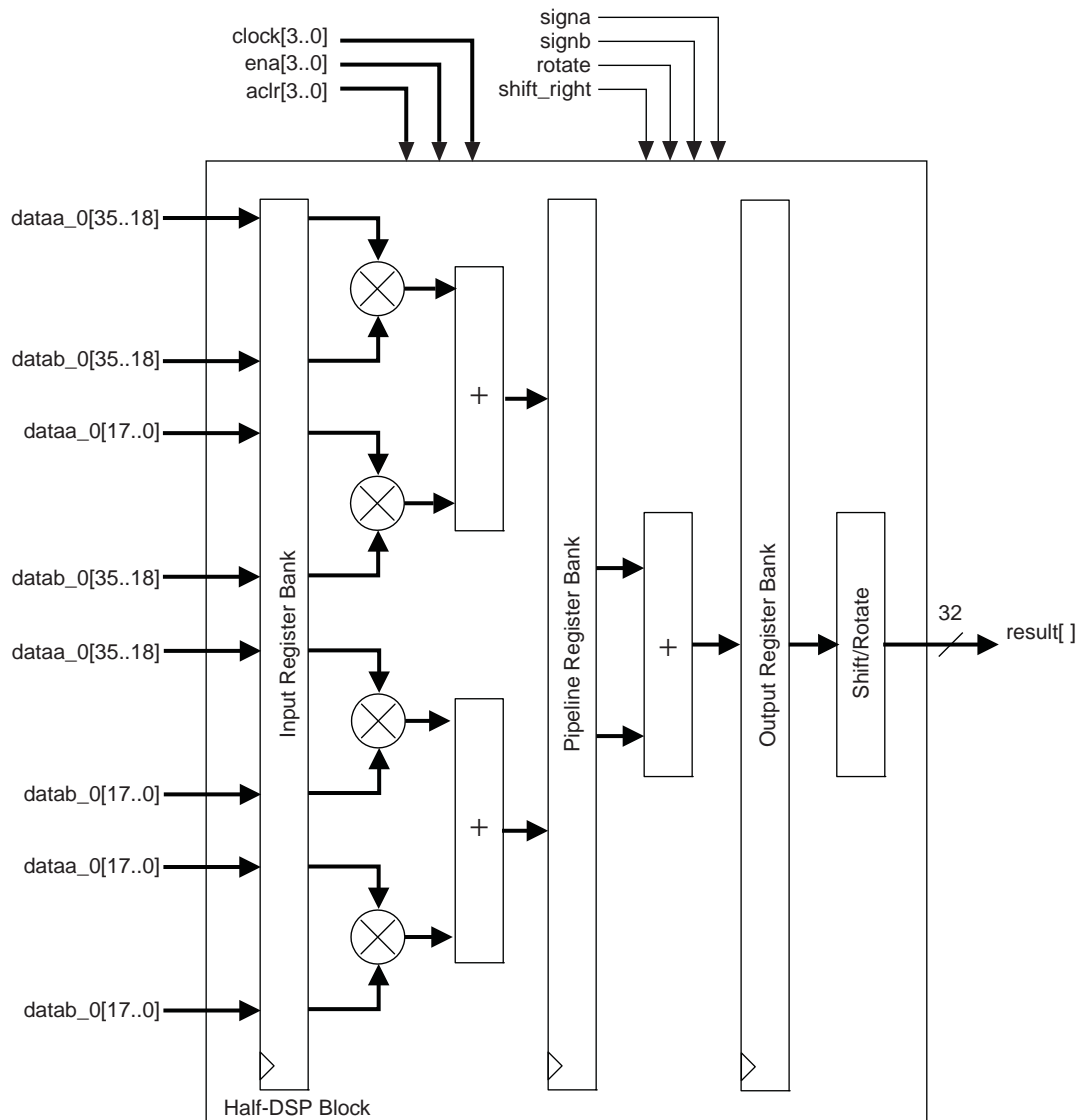 clock[3..0]
ena[3..0]
aclr[3..0]
signa
signb
rotate
shift_right
dataa_0[35..18]
datab_0[35..18]
dataa_0[17..0]
datab_0[35..18]
dataa_0[35..18]
datab_0[17..0]
dataa_0[17..0]
datab_0[17..0]
Input Register Bank
+
+
Pipeline Register Bank
+
Output Register Bank
Shift/Rotate
32
result[ ]
Half-DSP Block